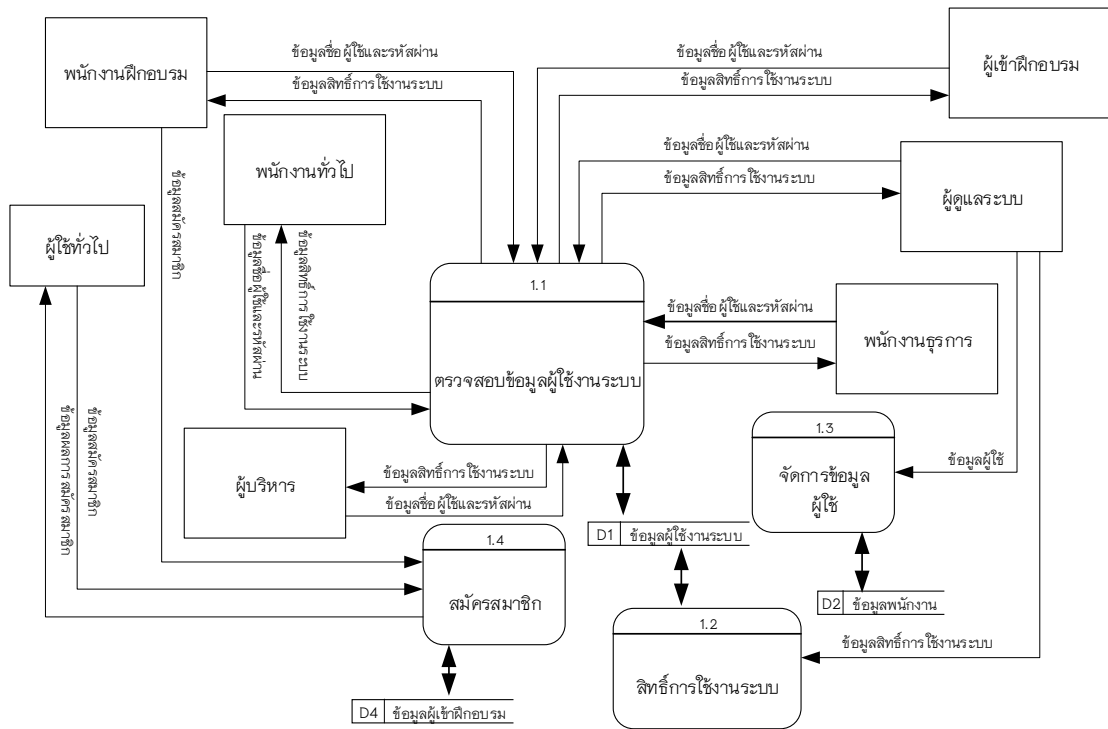 พนักงานฝึกอบรม
ข้อมูลชื่อผู้ใช้และรหัสผ่าน
ข้อมูลสิทธิ์การใช้งานระบบ
ข้อมูลชื่อผู้ใช้และรหัสผ่าน
ข้อมูลสิทธิ์การใช้งานระบบ
ผู้เข้าฝึกอบรม
พนักงานทั่วไป
ข้อมูลชื่อผู้ใช้และรหัสผ่าน
ข้อมูลสิทธิ์การใช้งานระบบ
ผู้ดูแลระบบ
ข้อมูลสมัครสมาชิก
ผู้ใช้ทั่วไป
ข้อมูลชื่อผู้ใช้และรหัสผ่าน
ข้อมูลสิทธิ์การใช้งานระบบ
1.1
ตรวจสอบข้อมูลผู้ใช้งานระบบ
ข้อมูลชื่อผู้ใช้และรหัสผ่าน
ข้อมูลสิทธิ์การใช้งานระบบ
พนักงานธุรการ
ข้อมูลผลการสมัครสมาชิก
ข้อมูลสมัครสมาชิก
ผู้บริหาร
ข้อมูลสิทธิ์การใช้งานระบบ
ข้อมูลชื่อผู้ใช้และรหัสผ่าน
1.3
จัดการข้อมูล
ผู้ใช้
ข้อมูลผู้ใช้
D1 ข้อมูลผู้ใช้งานระบบ
1.4
สมัครสมาชิก
D2 ข้อมูลพนักงาน
1.2
สิทธิ์การใช้งานระบบ
ข้อมูลสิทธิ์การใช้งานระบบ
D4 ข้อมูลผู้เข้าฝึกอบรม